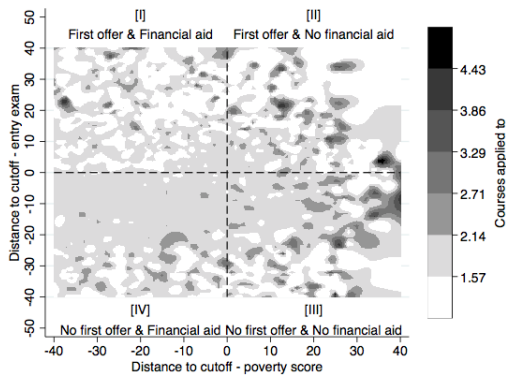 [I] [II]
First offer & Financial aid First offer & No financial aid
50
40
30
20
10
0
-10
-20
-30
-40
-50
Distance to cutoff - entry exam
4.43
3.86
3.29
2.71
2.14
1.57
Courses applied to
[IV] [III]
No first offer & Financial aid No first offer & No financial aid
-40 -30 -20 -10 0 10 20 30 40
Distance to cutoff - poverty score